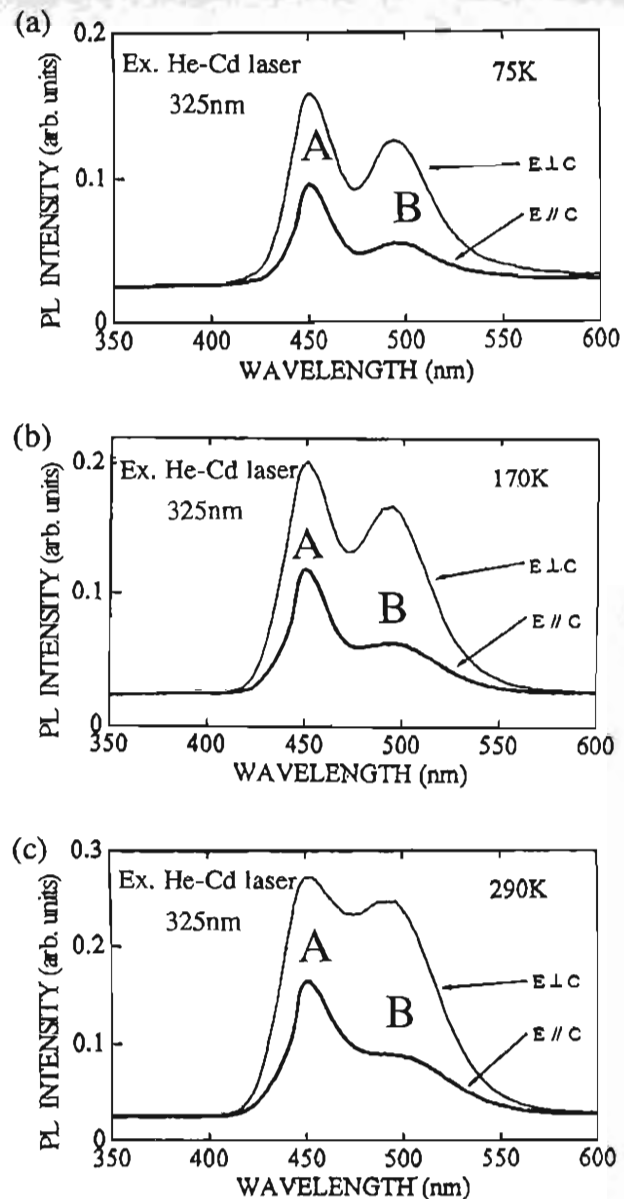 (a)
0.2
Ex. He-Cd laser
75K
325nm
A
E⊥C
0.1
B
E // C
PL INTENSITY (arb. units)
0
350 400 450 500 550 600
WAVELENGTH (nm)
(b)
0.2
Ex. He-Cd laser
170K
325nm
A
E⊥C
0.1
B
E // C
PL INTENSITY (arb. units)
0
350 400 450 500 550 600
WAVELENGTH (nm)
(c)
0.3
Ex. He-Cd laser
290K
325nm
0.2
A
E⊥C
B
0.1
E // C
PL INTENSITY (arb. units)
0
350 400 450 500 550 600
WAVELENGTH (nm)